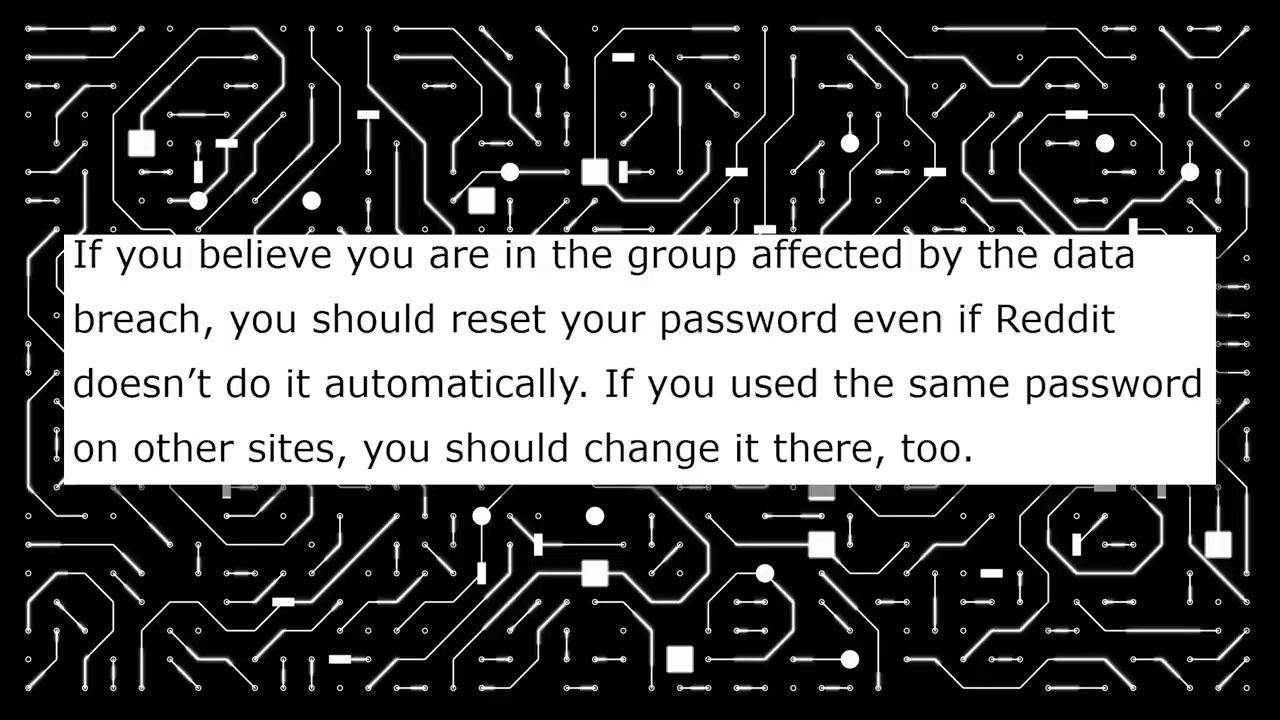 If you believe you are in the group affected by the data
breach, you should reset your password even if Reddit
doesn’t do it automatically. If you used the same password
on other sites, you should change it there, too.